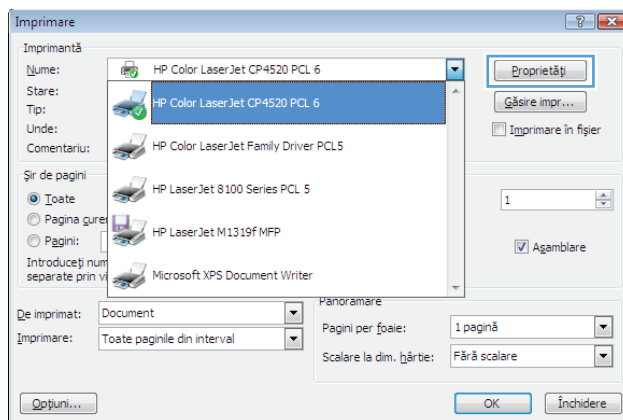 Imprimare
Imprimantă
Nume: HP Color LaserJet CP4520 PCL 6 Proprietăți
Stare: HP Color LaserJet CP4520 PCL 6 Găsire impr...
Tip:
Unde: Imprimare în fișier
Comentariu: HP Color LaserJet Family Driver PCL5
Șir de pagini HP LaserJet 8100 Series PCL 5
Toate 1
Pagina curen
Pagini: HP LaserJet M1319f MFP Asamblare
Introduceți num
separate prin vi Microsoft XPS Document Writer
De imprimat: Document
Imprimare: Toate paginile din interval
Panoramare
Pagini per foaie: 1 pagină
Scalare la dim. hârtie: Fără scalare
Opțiuni... OK Închidere